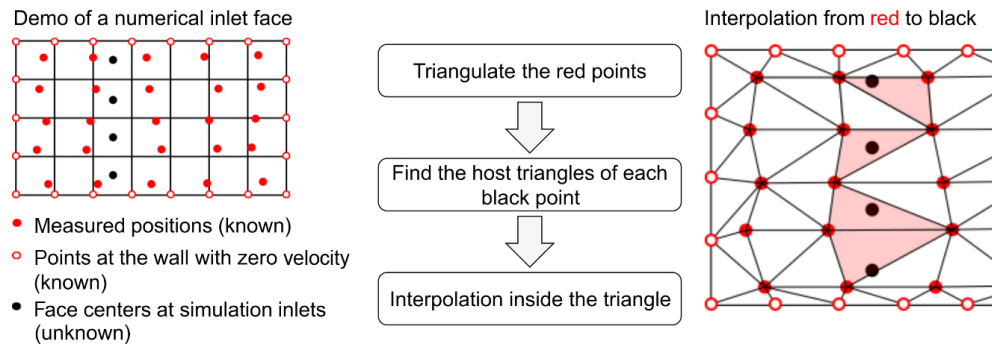 Demo of a numerical inlet face
Measured positions (known)
Points at the wall with zero velocity
(known)
Face centers at simulation inlets
(unknown)
Triangulate the red points
Find the host triangles of each
black point
Interpolation inside the triangle
Interpolation from red to black